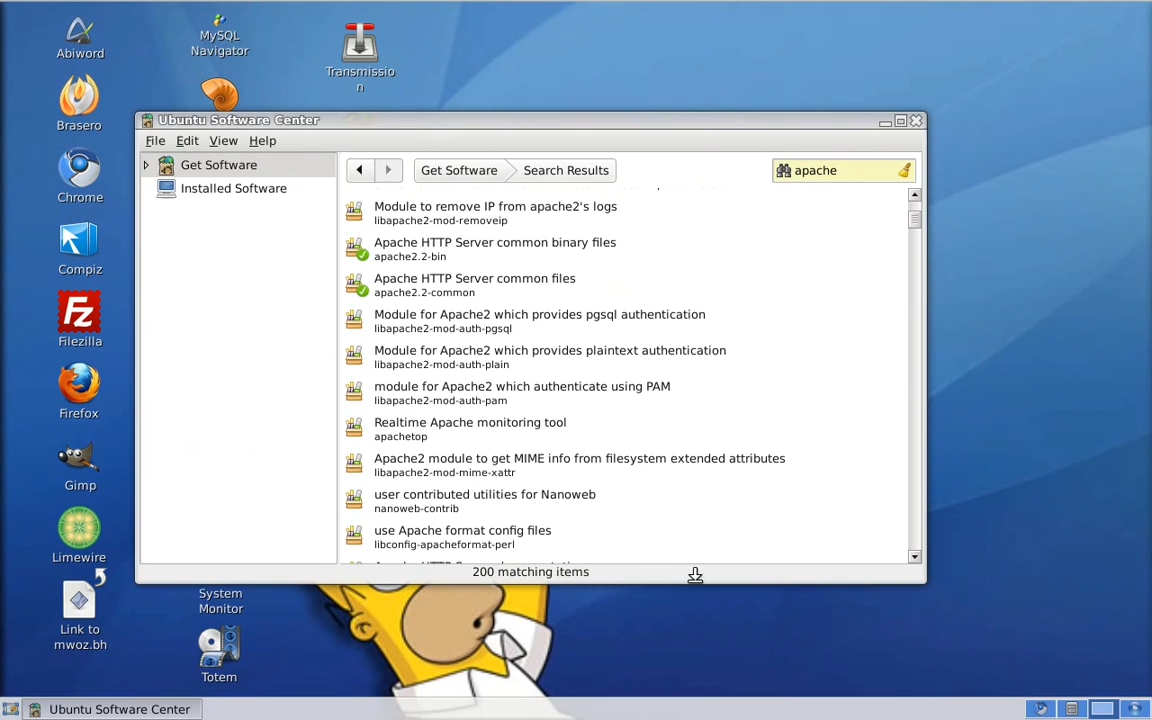 Abiword
MySQL
Navigator
Transmissio
n
Brasero
Chrome
Compiz
Filezilla
Firefox
Gimp
Limewire
Link to
mwoz.bh
System
Monitor
Totem
Ubuntu Software Center
File Edit View Help
Get Software
Installed Software
Get Software Search Results
apache
Module to remove IP from apache2's logs
libapache2-mod-removeip
Apache HTTP Server common binary files
apache2.2-bin
Apache HTTP Server common files
apache2.2-common
Module for Apache2 which provides pgsql authentication
libapache2-mod-auth-pgsql
Module for Apache2 which provides plaintext authentication
libapache2-mod-auth-plain
module for Apache2 which authenticate using PAM
libapache2-mod-auth-pam
Realtime Apache monitoring tool
apachetop
Apache2 module to get MIME info from filesystem extended attributes
libapache2-mod-mime-xattr
user contributed utilities for Nanoweb
nanoweb-contrib
use Apache format config files
libconfig-apacheformat-perl
200 matching items
Ubuntu Software Center